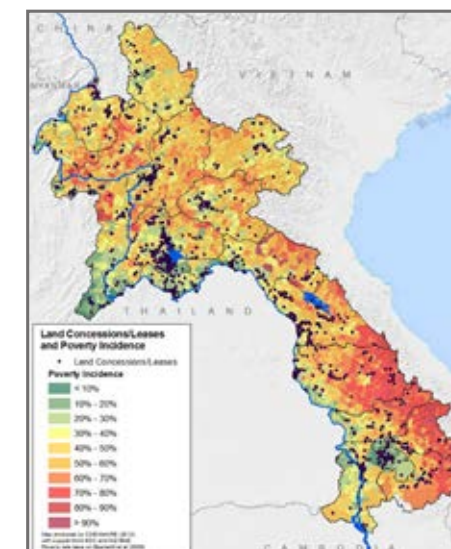 CHINA
MYANMAR
VIETNAM
THAILAND
Land Concessions/Leases
and Poverty Incidence
Land Concessions/Leases
Poverty Incidence
< 10%
10% - 20%
20% - 30%
30% - 40%
40% - 50%
50% - 60%
60% - 70%
70% - 80%
80% - 90%
> 90%
CAMBODIA